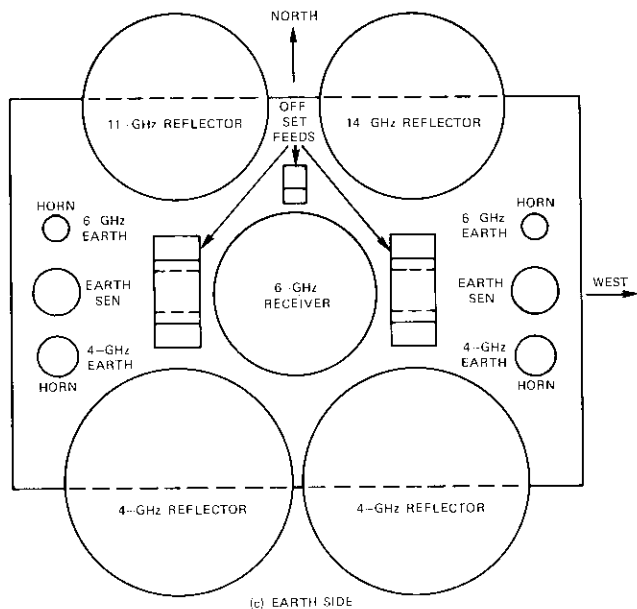 NORTH
OFF
SET
FEEDS
11-GHz REFLECTOR
14-GHz REFLECTOR
HORN
6-GHz
EARTH
EARTH
SEN
4-GHz
EARTH
HORN
6-GHz
RECEIVER
HORN
6-GHz
EARTH
EARTH
SEN
4-GHz
EARTH
HORN
WEST
4-GHz REFLECTOR
4-GHz REFLECTOR
(c) EARTH SIDE